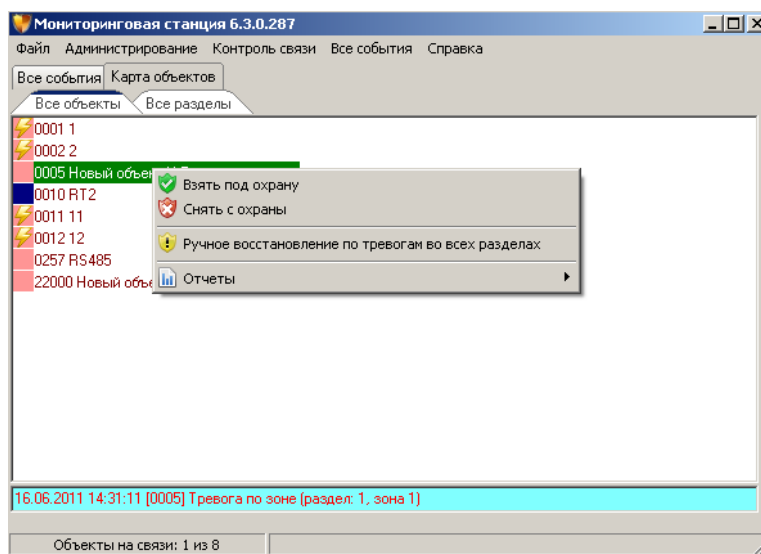 Мониторинговая станция 6.3.0.287
Файл Администрирование Контроль связи Все события Справка
Все события Карта объектов
Все объекты Все разделы
0001 1
0002 2
0005 Новый
0010 RT2
0011 11
0012 12
0257 RS485
22000 Новый
Взять под охрану
Снять с охраны
Ручное восстановление по тревогам во всех разделах
Отчеты
16.06.2011 14:31:11 [0005] Тревога по зоне (раздел: 1, зона 1)
Объекты на связи: 1 из 8